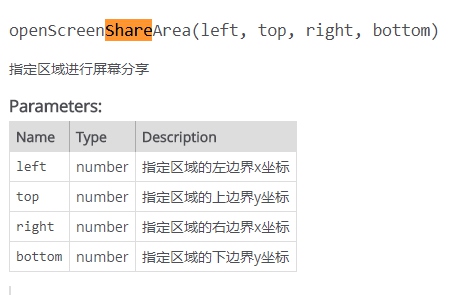 openScreenShareArea(left, top, right, bottom)
指定区域进行屏幕分享
Parameters:
Name Type Description
left number 指定区域的左边界x坐标
top number 指定区域的上边界y坐标
right number 指定区域的右边界x坐标
bottom number 指定区域的下边界y坐标